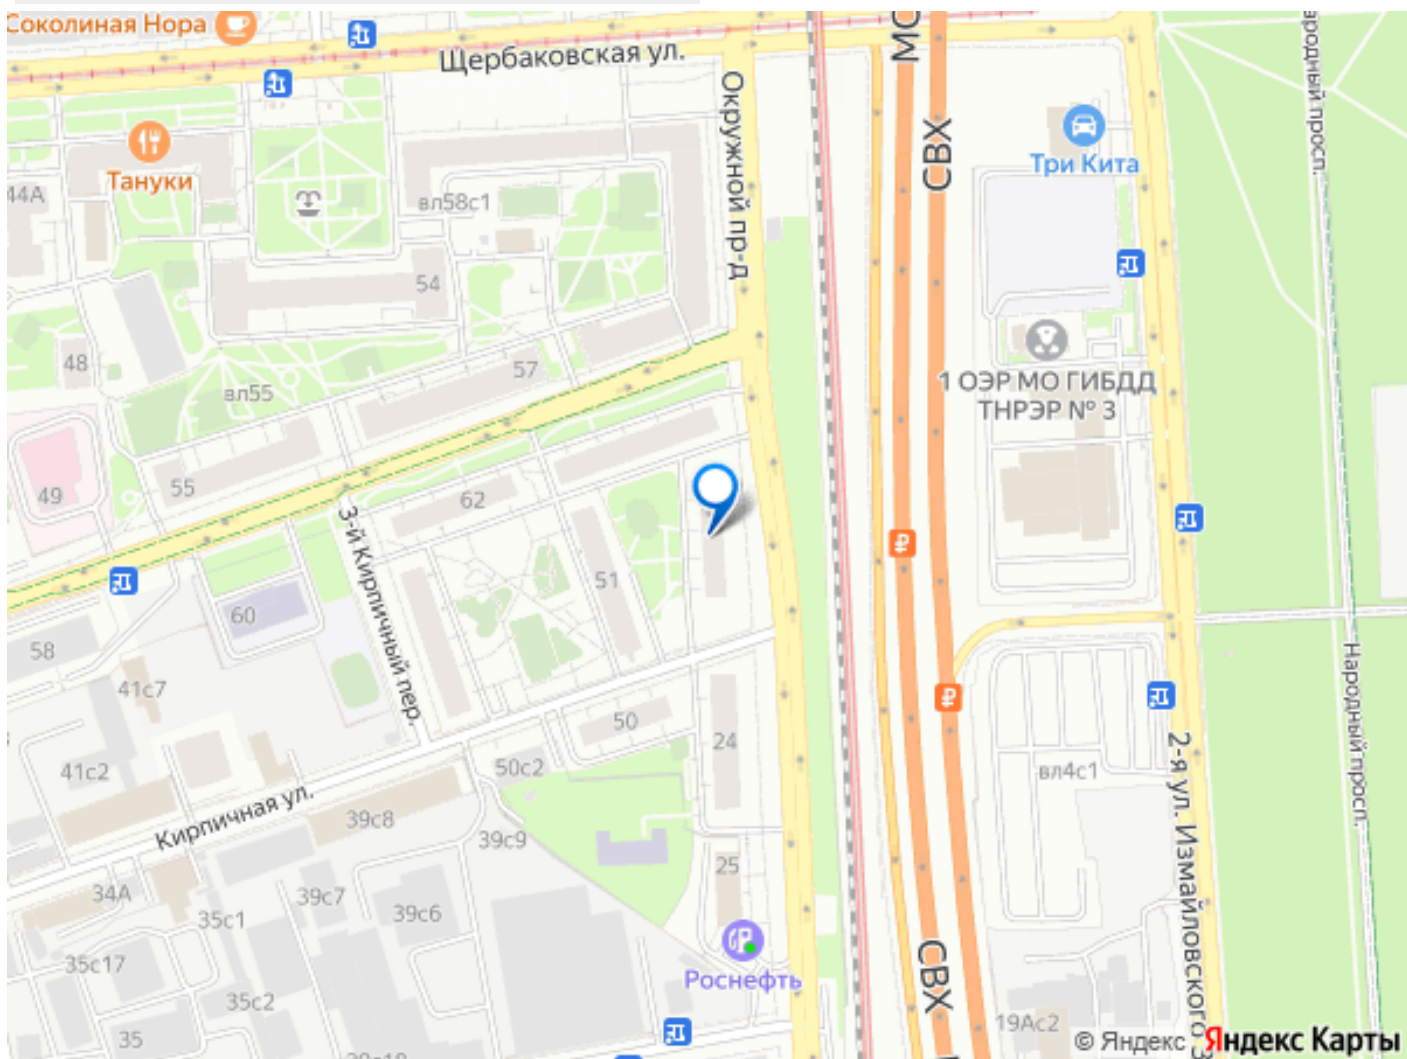 Соколиная Нора
Щербаковская ул.
МО
СВХ
Окружной пр-д
Народный просп.
Три Кита
Тануки
44А
вл58с1
54
48
57
вл55
1 ОЭР МО ГИБДД
ТНРЭР № 3
55
49
62
3-й Кирпичный пер.
51
60
58
41с7
50
24
41с2
50с2
вл4с1
Народный просп.
2-я ул. Измайловского З
Кирпичная ул.
39с8
39с9
25
34А
39с7
39с6
35с1
35с17
Роснефть
СВХ
35с2
19Ас2
35
© Яндекс Яндекс Карты